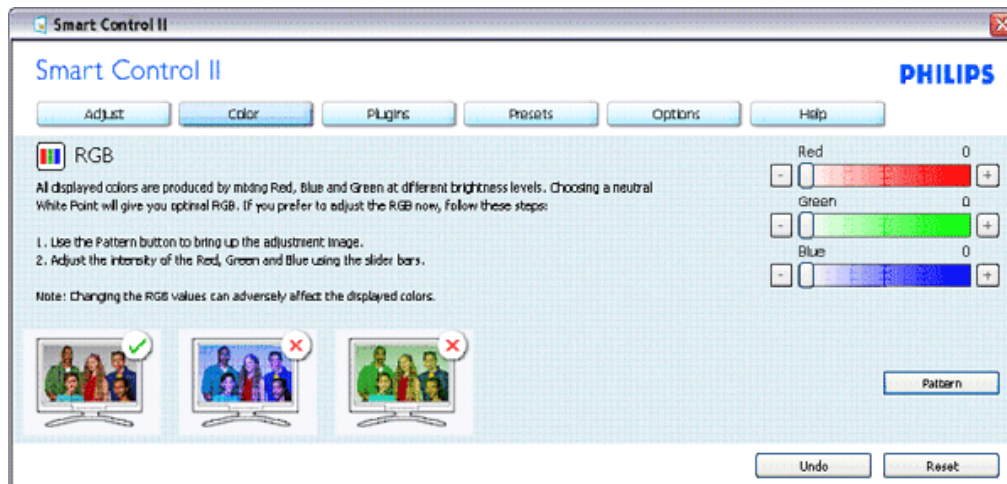 Smart Control II
Smart Control II
PHILIPS
Adjust Color Plugins Presets Options Help
RGB
All displayed colors are produced by mixing Red, Blue and Green at different brightness levels. Choosing a neutral
White Point will give you optimal RGB. If you prefer to adjust the RGB now, follow these steps:
1. Use the Pattern button to bring up the adjustment image.
2. Adjust the intensity of the Red, Green and Blue using the slider bars.
Note: Changing the RGB values can adversely affect the displayed colors.
Red 0
- +
Green 0
- +
Blue 0
- +
Pattern
Undo Reset